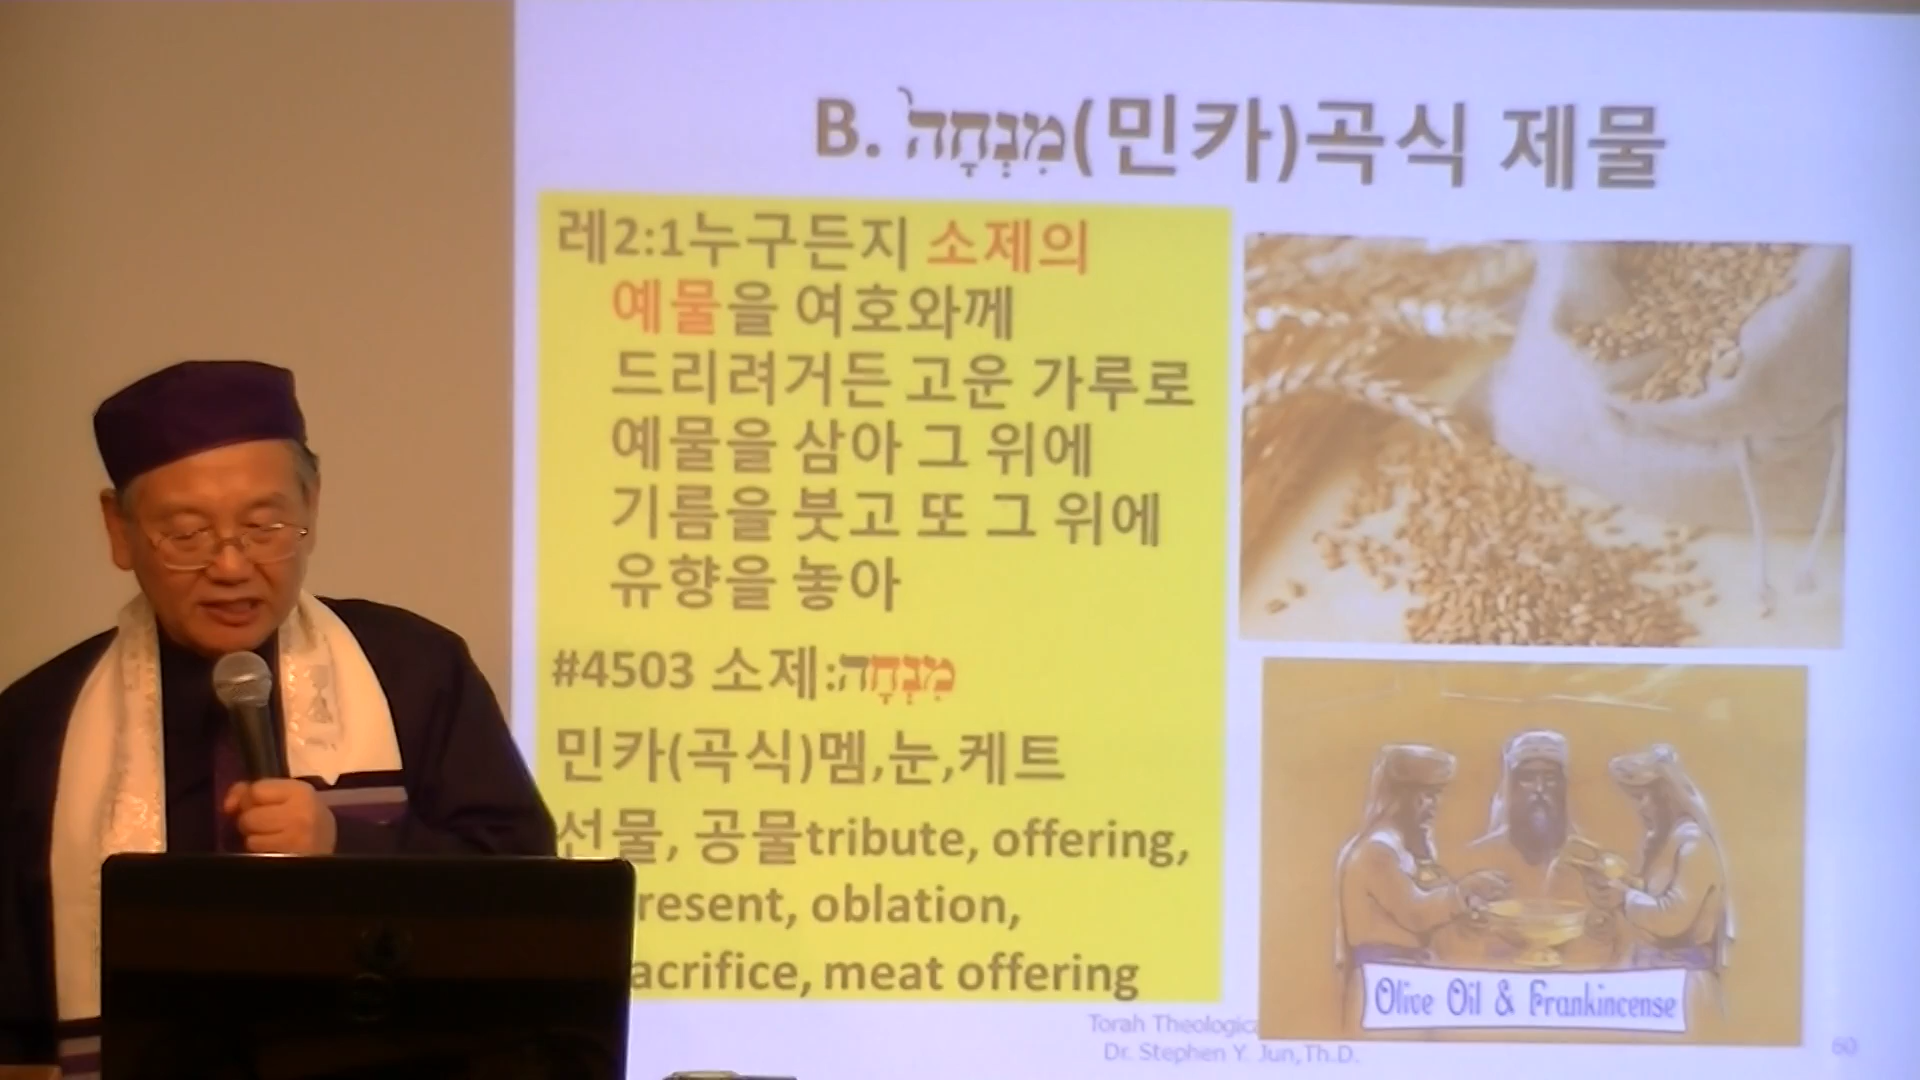 B. מִנְחָה(민카)곡식 제물
레2:1누구든지 소제의
예물을 여호와께
드리려거든 고운 가루로
예물을 삼아 그 위에
기름을 붓고 또 그 위에
유향을 놓아
#4503 소제:מִנְחָה
민카(곡식)멤,눈,케트
선물, 공물tribute, offering,
resent, oblation,
acrifice, meat offering
Olive Oil & Frankincense
Torah Theologica
Dr. Stephen Y. Jun,Th.D.
60